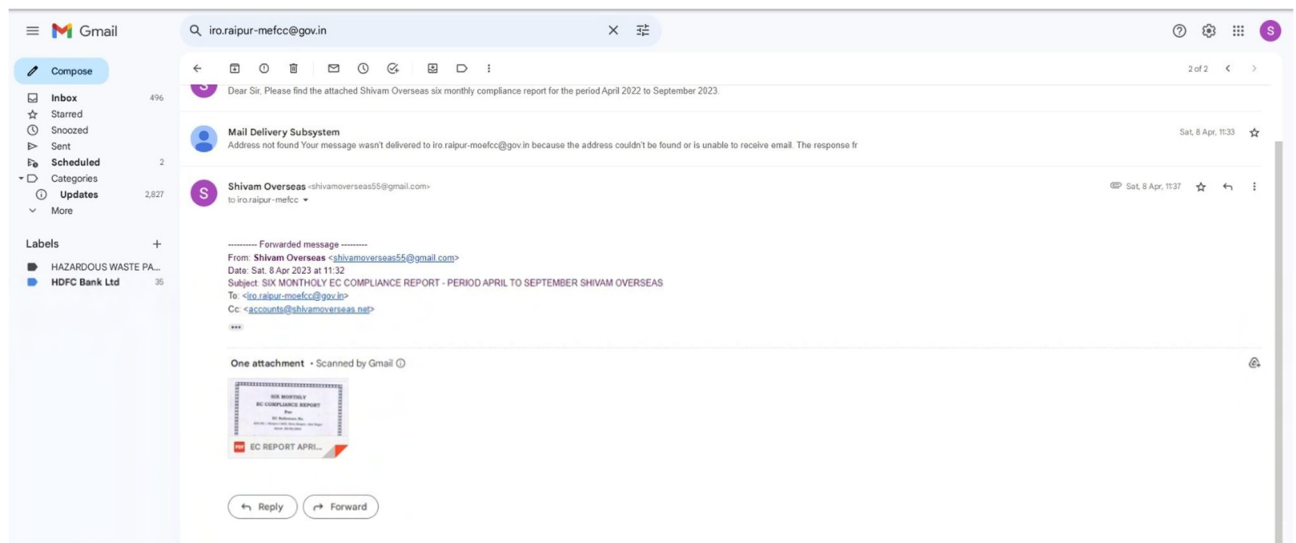 Gmail
iro.raipur-mefcc@gov.in
S
Compose
Inbox 496
Starred
Snoozed
Sent
Scheduled 2
Categories
Updates 2,827
More
Labels
HAZARDOUS WASTE PA...
HDFC Bank Ltd 35
2 of 2
S
Dear Sir, Please find the attached Shivam Overseas six monthly compliance report for the period April 2022 to September 2023.
Mail Delivery Subsystem Sat, 8 Apr, 11:33
Address not found Your message wasn't delivered to iro.raipur-moefcc@gov.in because the address couldn't be found or is unable to receive email. The response fr
S
Shivam Overseas <shivamoverseas55@gmail.com> Sat, 8 Apr, 11:37
to iro.raipur-mefcc
---------- Forwarded message ---------
From: Shivam Overseas <shivamoverseas55@gmail.com>
Date: Sat, 8 Apr 2023 at 11:32
Subject: SIX MONTHOLY EC COMPLIANCE REPORT - PERIOD APRIL TO SEPTEMBER SHIVAM OVERSEAS
To: <iro.raipur-moefcc@gov.in>
Cc: <accounts@shivamoverseas.net>
...
One attachment • Scanned by Gmail
SIX MONTHLY
EC COMPLIANCE REPORT
For
EC Reference No.
PDF EC REPORT APRI...
Reply Forward